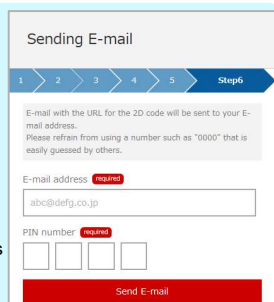 Sending E-mail
1 2 3 4 5 Step6
E-mail with the URL for the 2D code will be sent to your E-
mail address.
Please refrain from using a number such as "0000" that is
easily guessed by others.
E-mail address required
abc@defg.co.jp
PIN number required
s
Send E-mail